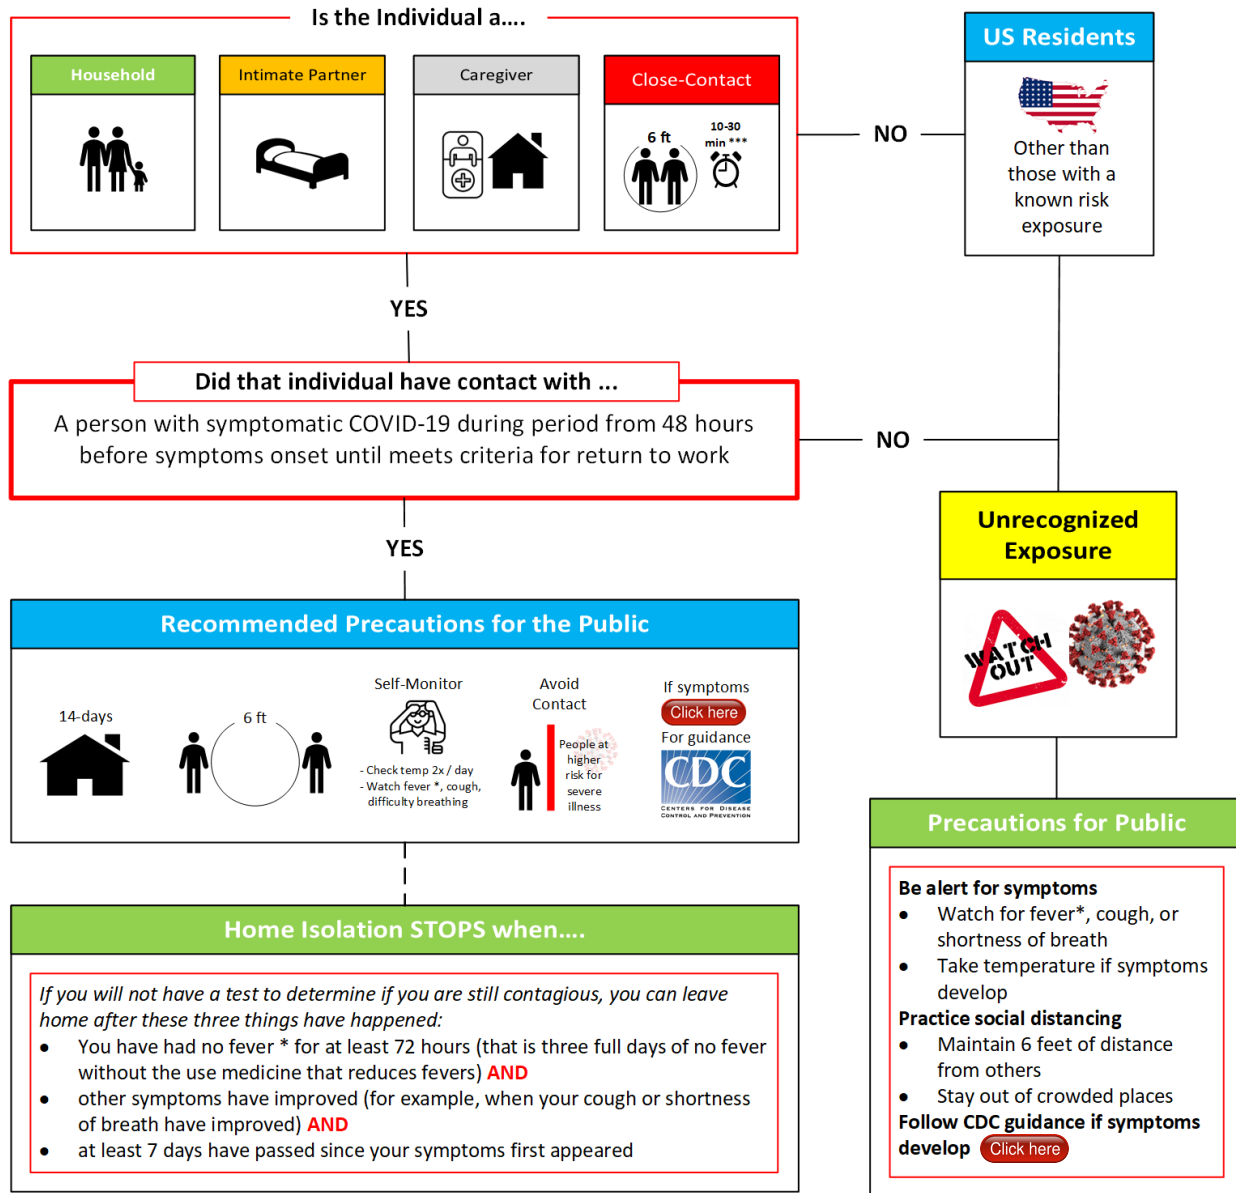 Is the Individual a....
Household
Intimate Partner
Caregiver
Close-Contact
6 ft
10-30
min ***
NO
US Residents
Other than
those with a
known risk
exposure
YES
Did that individual have contact with ...
A person with symptomatic COVID-19 during period from 48 hours
before symptoms onset until meets criteria for return to work
NO
YES
Unrecognized
Exposure
WATCH
OUT
Recommended Precautions for the Public
14-days
6 ft
Self-Monitor
- Check temp 2x / day
- Watch fever *, cough,
difficulty breathing
Avoid
Contact
People at
higher
risk for
severe
illness
If symptoms
Click here
For guidance
CDC
CENTERS FOR DISEASE
CONTROL AND PREVENTION
Home Isolation STOPS when....
If you will not have a test to determine if you are still contagious, you can leave
home after these three things have happened:
● You have had no fever * for at least 72 hours (that is three full days of no fever
without the use medicine that reduces fevers) AND
● other symptoms have improved (for example, when your cough or shortness
of breath have improved) AND
● at least 7 days have passed since your symptoms first appeared
Precautions for Public
Be alert for symptoms
● Watch for fever*, cough, or
shortness of breath
● Take temperature if symptoms
develop
Practice social distancing
● Maintain 6 feet of distance
from others
● Stay out of crowded places
Follow CDC guidance if symptoms
develop Click here